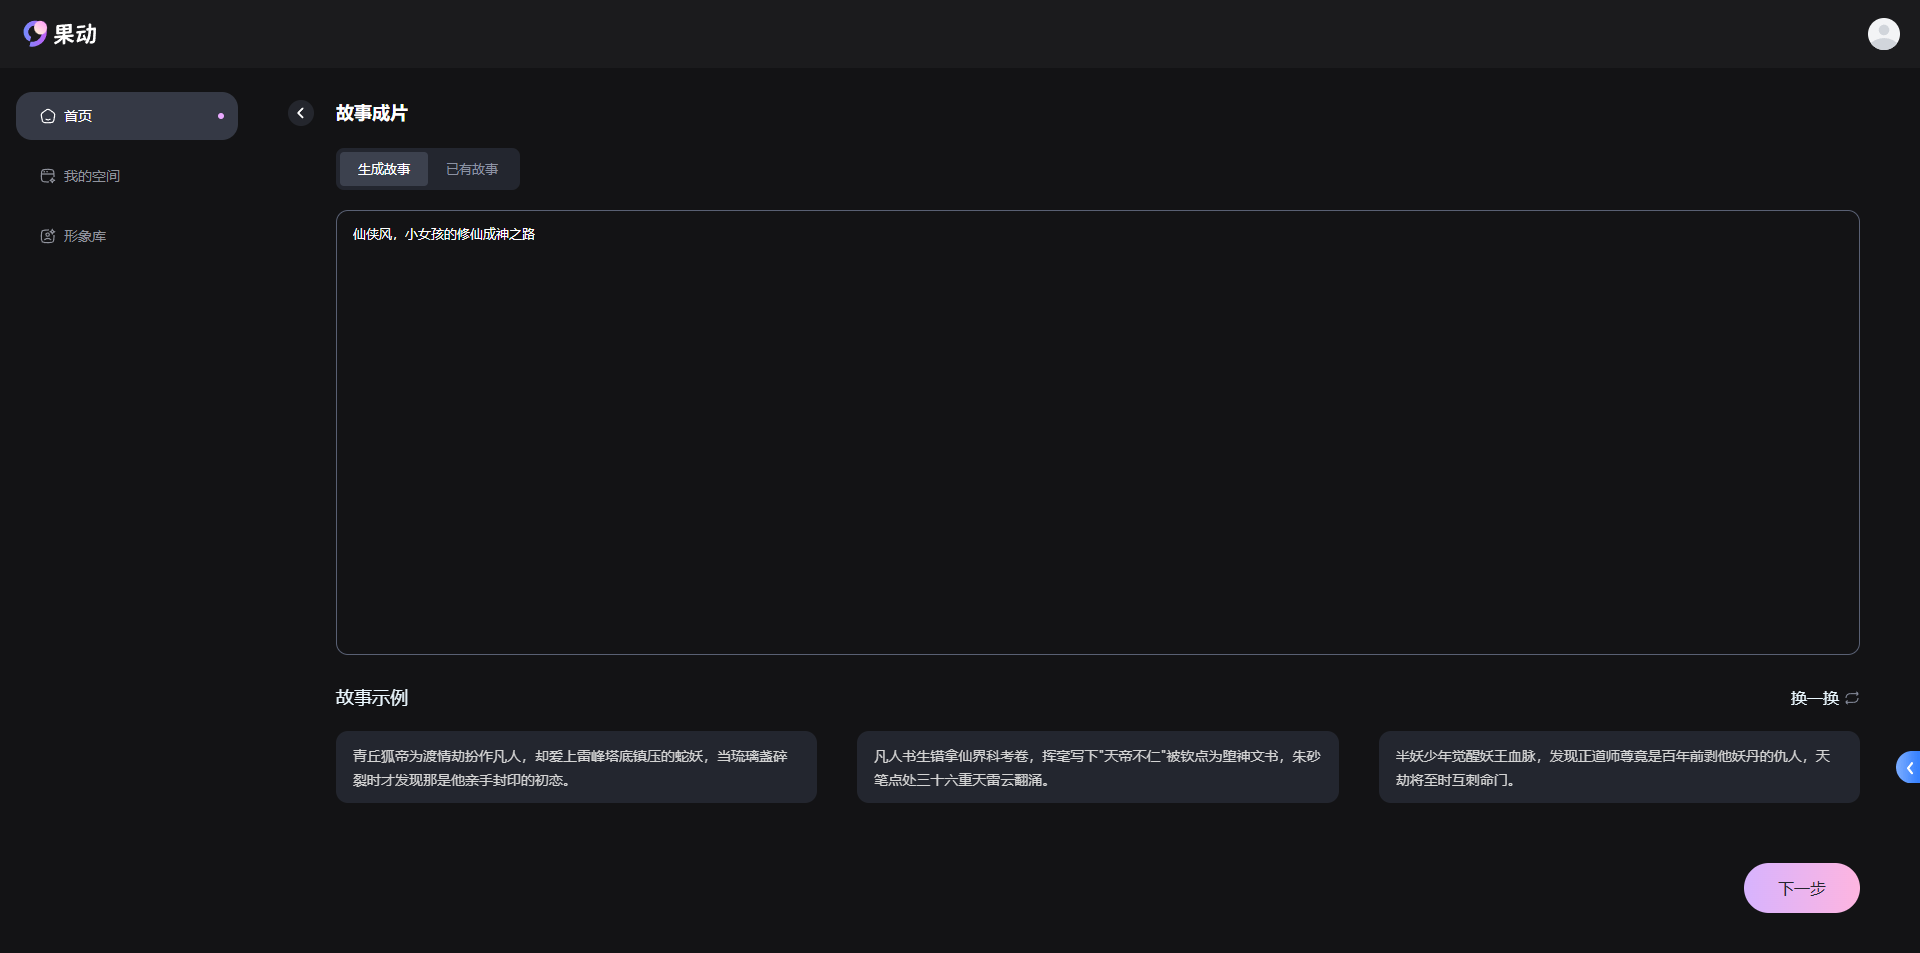 果动
首页
我的空间
形象库
故事成片
生成故事
已有故事
仙侠风，小女孩的修仙成神之路
故事示例
换一换
青丘狐帝为渡情劫扮作凡人，却爱上雷峰塔底镇压的蛇妖，当琉璃盏碎
裂时才发现那是他亲手封印的初恋。
凡人书生错拿仙界科考卷，挥毫写下"天帝不仁"被钦点为堕神文书，朱砂
笔点处三十六重天雷云翻涌。
半妖少年觉醒妖王血脉，发现正道师尊竟是百年前剥他妖丹的仇人，天
劫将至时互刺命门。
下一步